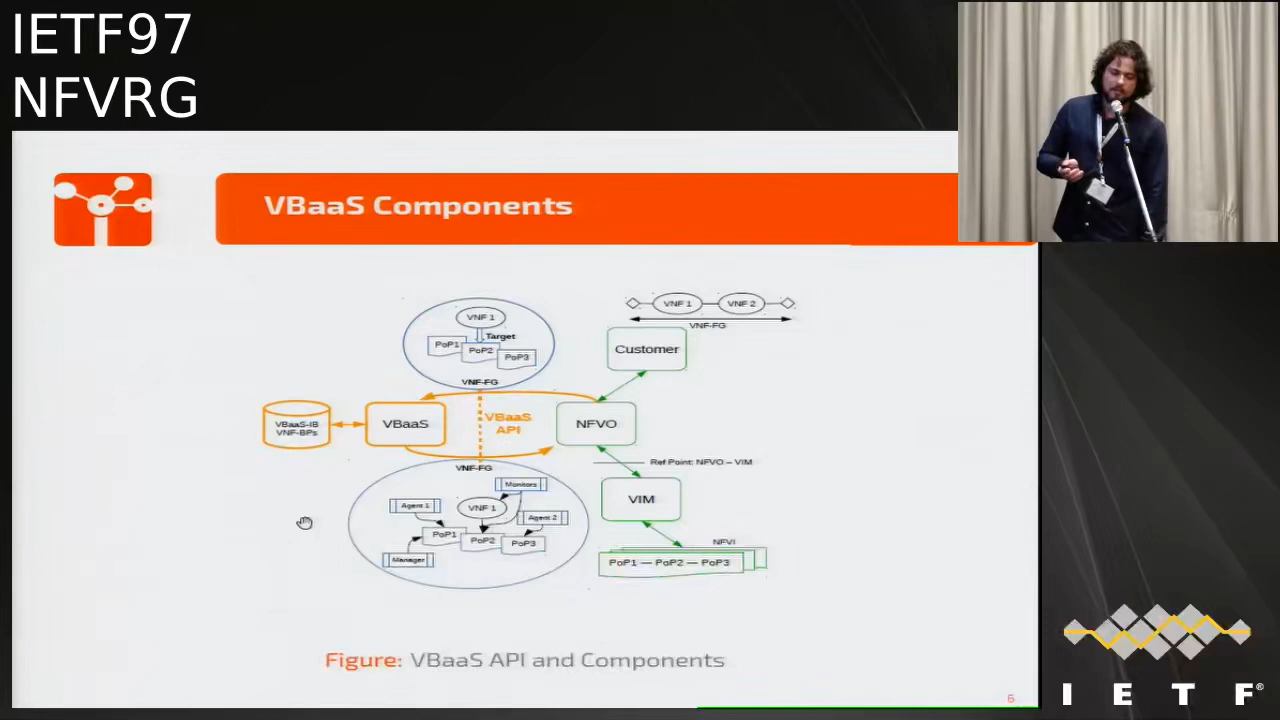 IETF97
NFVRG
VBaaS Components
VNF 1
Target
PoP1
PoP2
PoP3
VNF-FG
VNF 1
VNF 2
VNF-FG
Customer
VBaaS-IB
VNF-BPs
VBaaS
VBaaS
API
NFVO
VNF-FG
Ref Point: NFVO – VIM
Monitors
Agent 1
VNF 1
Agent 2
PoP1
PoP2
PoP3
Manager
VIM
NFVI
PoP1 — PoP2 — PoP3
Figure: VBaaS API and Components
6
I E T F®